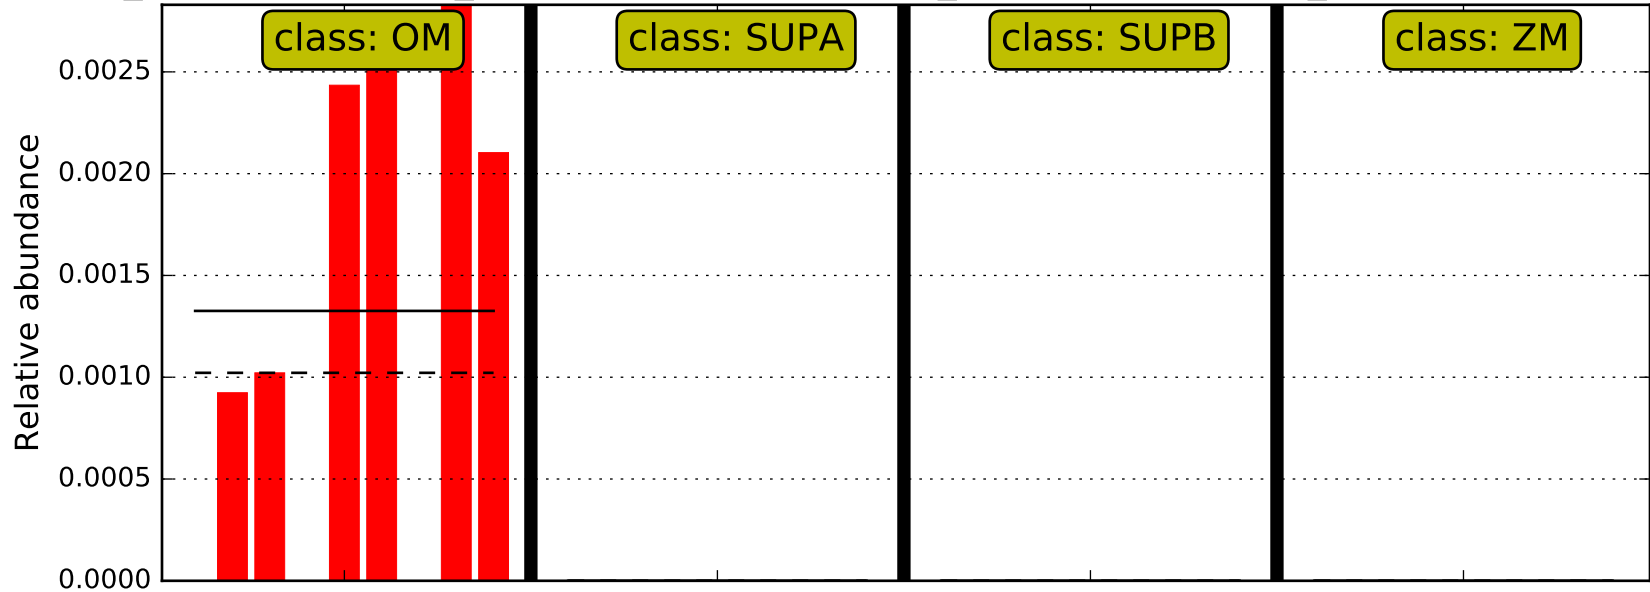 class: OM
class: SUPA
class: SUPB
class: ZM
Relative abundance
0.0025
0.0020
0.0015
0.0010
0.0005
0.0000